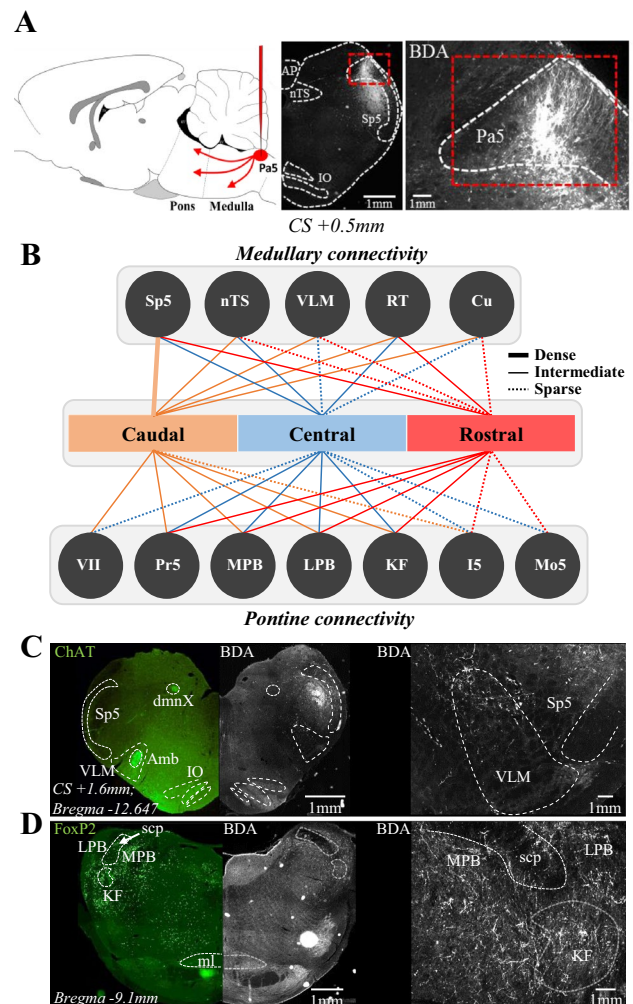 A
Pons Medulla
Pa5
AP
nTS
Sp5
IO
1mm
BDA
Pa5
1mm
CS +0.5mm
B
Medullary connectivity
Sp5 nTS VLM RT Cu
Dense
Intermediate
Sparse
Caudal Central Rostral
VII Pr5 MPB LPB KF I5 Mo5
Pontine connectivity
C
ChAT
Sp5
dmnX
Amb
VLM
IO
CS +1.6mm;
Bregma -12.647
BDA
1mm
BDA
Sp5
VLM
1mm
D
FoxP2
scp
LPB
MPB
KF
ml
Bregma -9.1mm
BDA
1mm
BDA
MPB
scp
LPB
KF
1mm